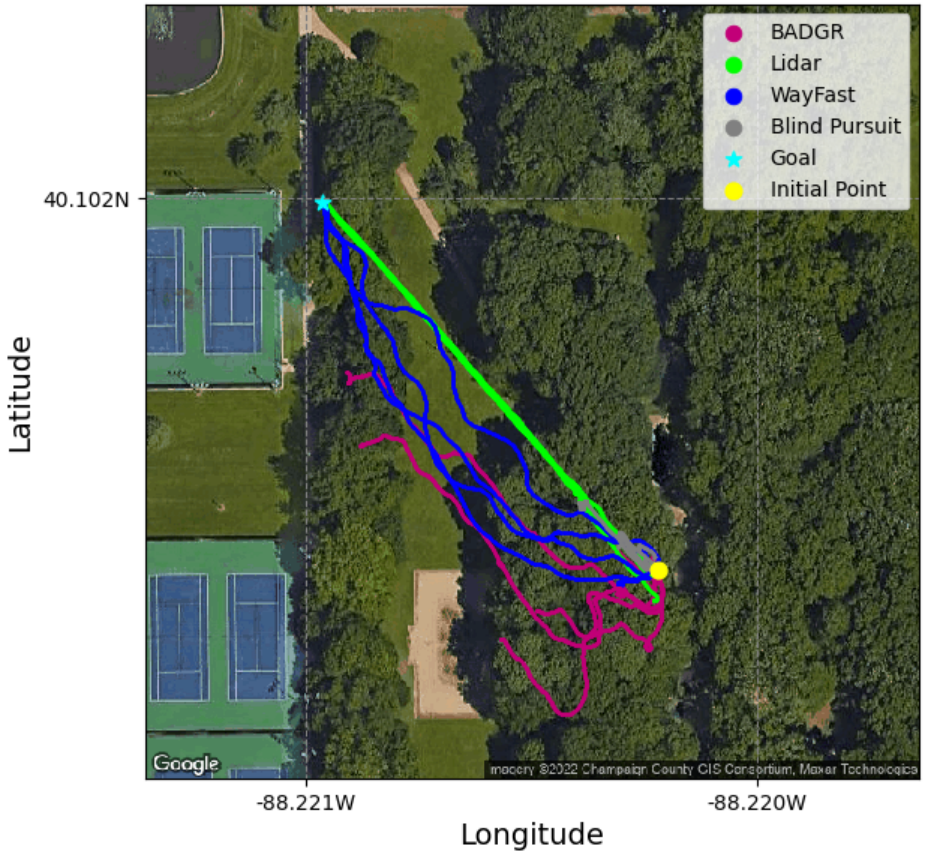 BADGR
Lidar
WayFast
Blind Pursuit
Goal
Initial Point
40.102N
Latitude
Google
Imagery ©2022 Champaign County GIS Consortium, Maxar Technologies
-88.221W
-88.220W
Longitude